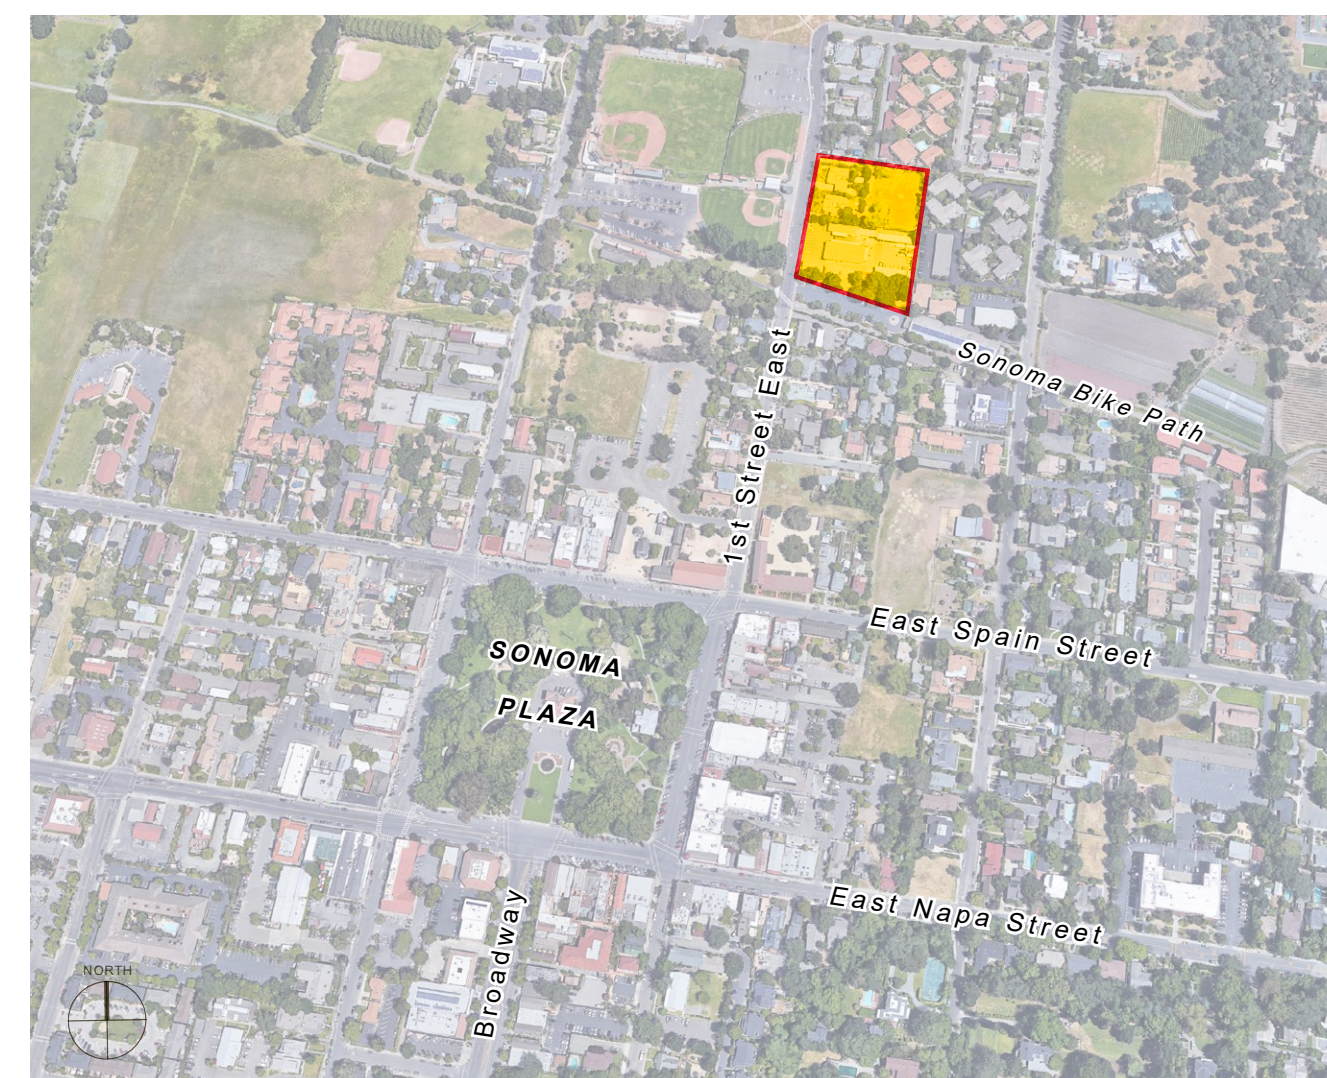 1st Street East
Sonoma Bike Path
East Spain Street
SONOMA
PLAZA
East Napa Street
Broadway
NORTH